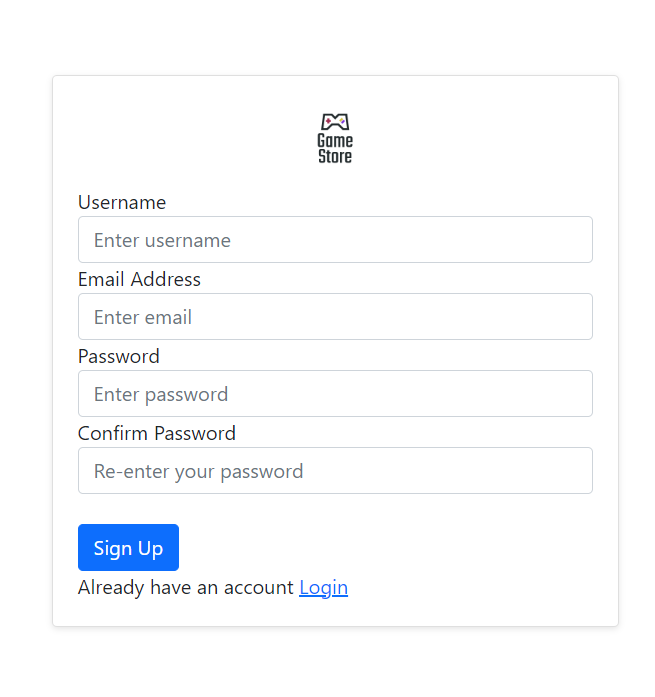 Game
Store
Username
Enter username
Email Address
Enter email
Password
Enter password
Confirm Password
Re-enter your password
Sign Up
Already have an account Login